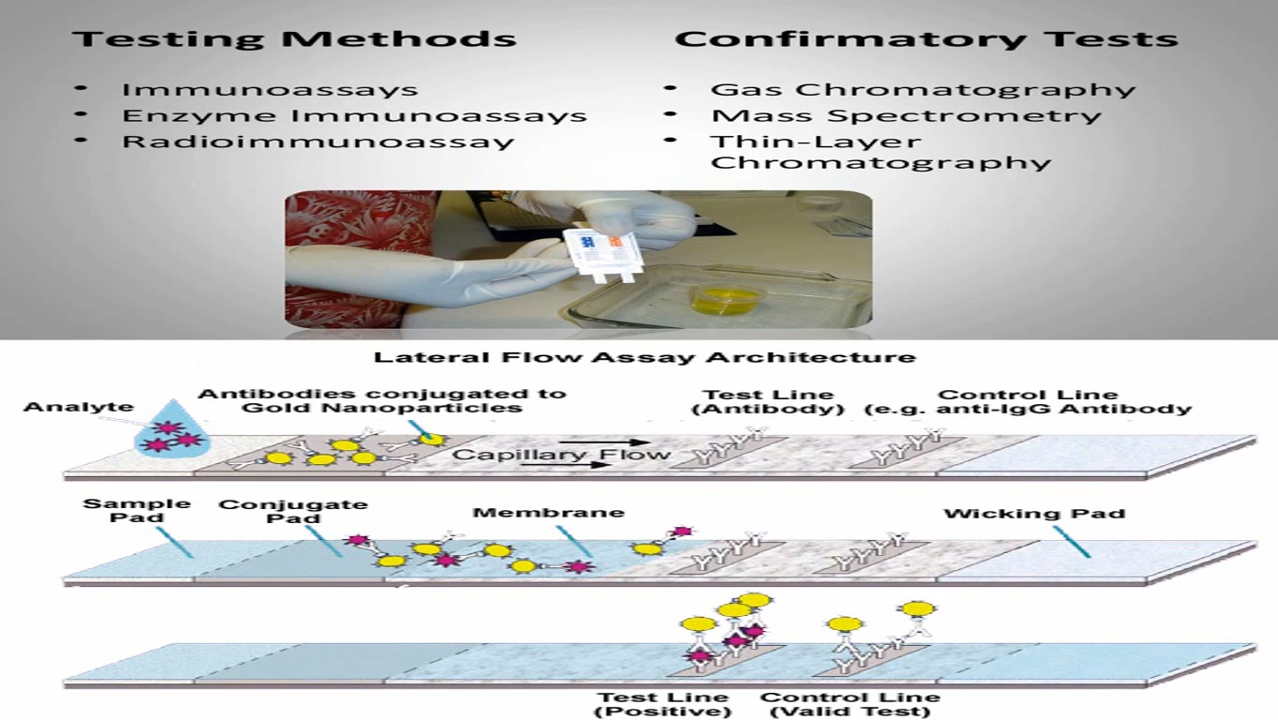 Testing Methods
• Immunoassays
• Enzyme Immunoassays
• Radioimmunoassay
Confirmatory Tests
• Gas Chromatography
• Mass Spectrometry
• Thin-Layer
Chromatography
Lateral Flow Assay Architecture
Analyte
Antibodies conjugated to
Gold Nanoparticles
Test Line
(Antibody)
Control Line
(e.g. anti-IgG Antibody
Capillary Flow
Sample
Pad
Conjugate
Pad
Membrane
Wicking Pad
Test Line
(Positive)
Control Line
(Valid Test)